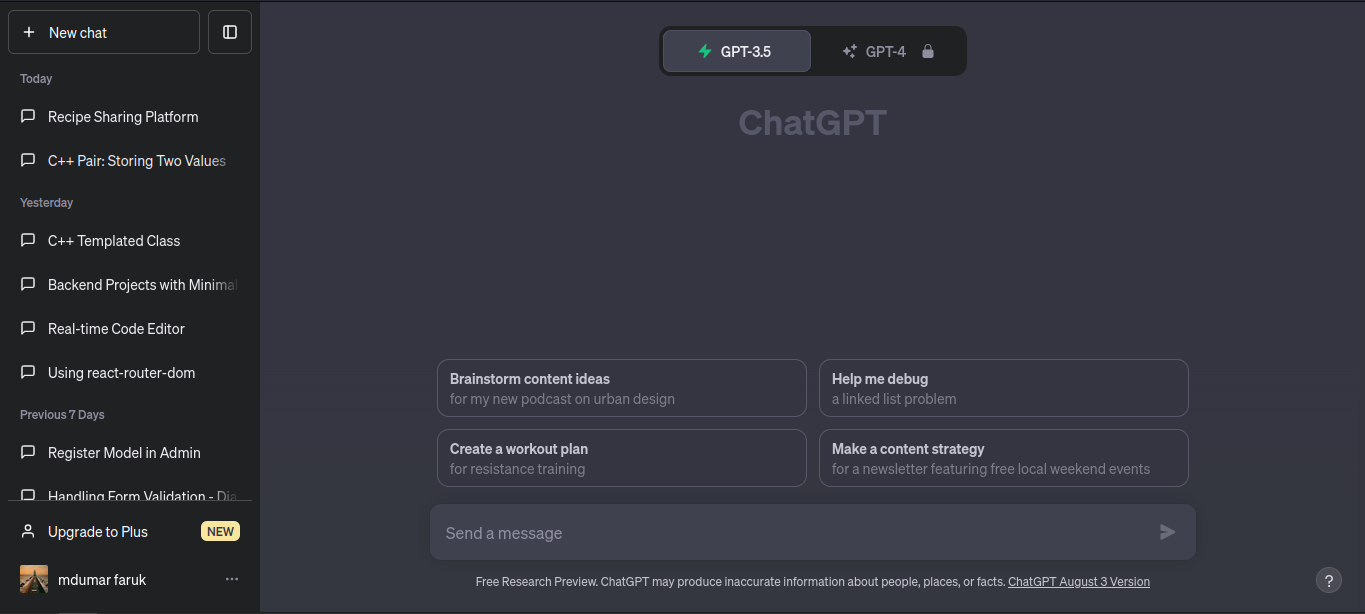 New chat
Today
Recipe Sharing Platform
C++ Pair: Storing Two Values
Yesterday
C++ Templated Class
Backend Projects with Minimal
Real-time Code Editor
Using react-router-dom
Previous 7 Days
Register Model in Admin
Handling Form Validation - Dja
Upgrade to Plus NEW
mdumar faruk
GPT-3.5 GPT-4
ChatGPT
Brainstorm content ideas
for my new podcast on urban design
Help me debug
a linked list problem
Create a workout plan
for resistance training
Make a content strategy
for a newsletter featuring free local weekend events
Send a message
Free Research Preview. ChatGPT may produce inaccurate information about people, places, or facts. ChatGPT August 3 Version
?